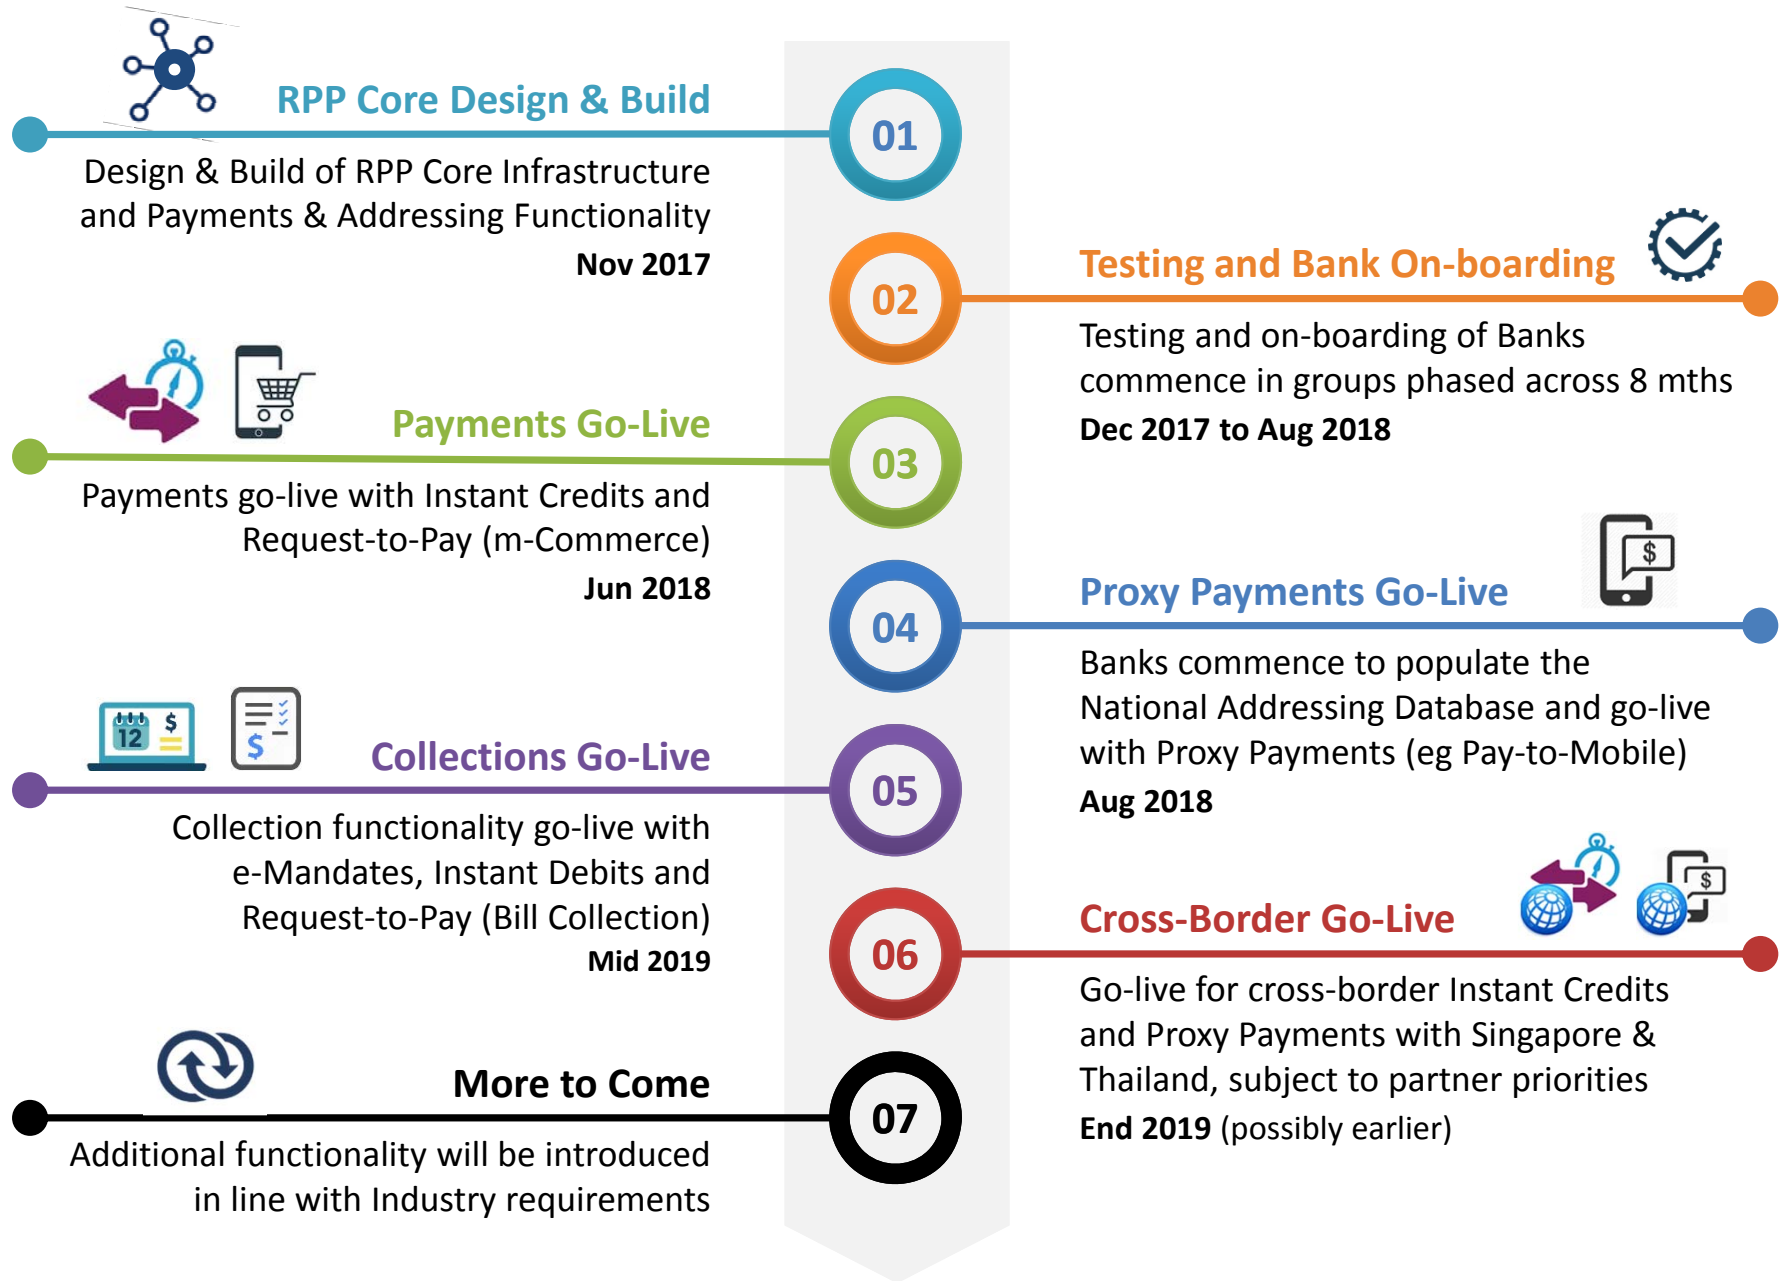 RPP Core Design & Build
01
Design & Build of RPP Core Infrastructure
and Payments & Addressing Functionality
Nov 2017
Testing and Bank On-boarding
02
Testing and on-boarding of Banks
commence in groups phased across 8 mths
Dec 2017 to Aug 2018
Payments Go-Live
03
Payments go-live with Instant Credits and
Request-to-Pay (m-Commerce)
Jun 2018
$
Proxy Payments Go-Live
04
Banks commence to populate the
National Addressing Database and go-live
with Proxy Payments (eg Pay-to-Mobile)
Aug 2018
12 $
$
Collections Go-Live
05
Collection functionality go-live with
e-Mandates, Instant Debits and
Request-to-Pay (Bill Collection)
Mid 2019
$
Cross-Border Go-Live
06
Go-live for cross-border Instant Credits
and Proxy Payments with Singapore &
Thailand, subject to partner priorities
End 2019 (possibly earlier)
More to Come
07
Additional functionality will be introduced
in line with Industry requirements